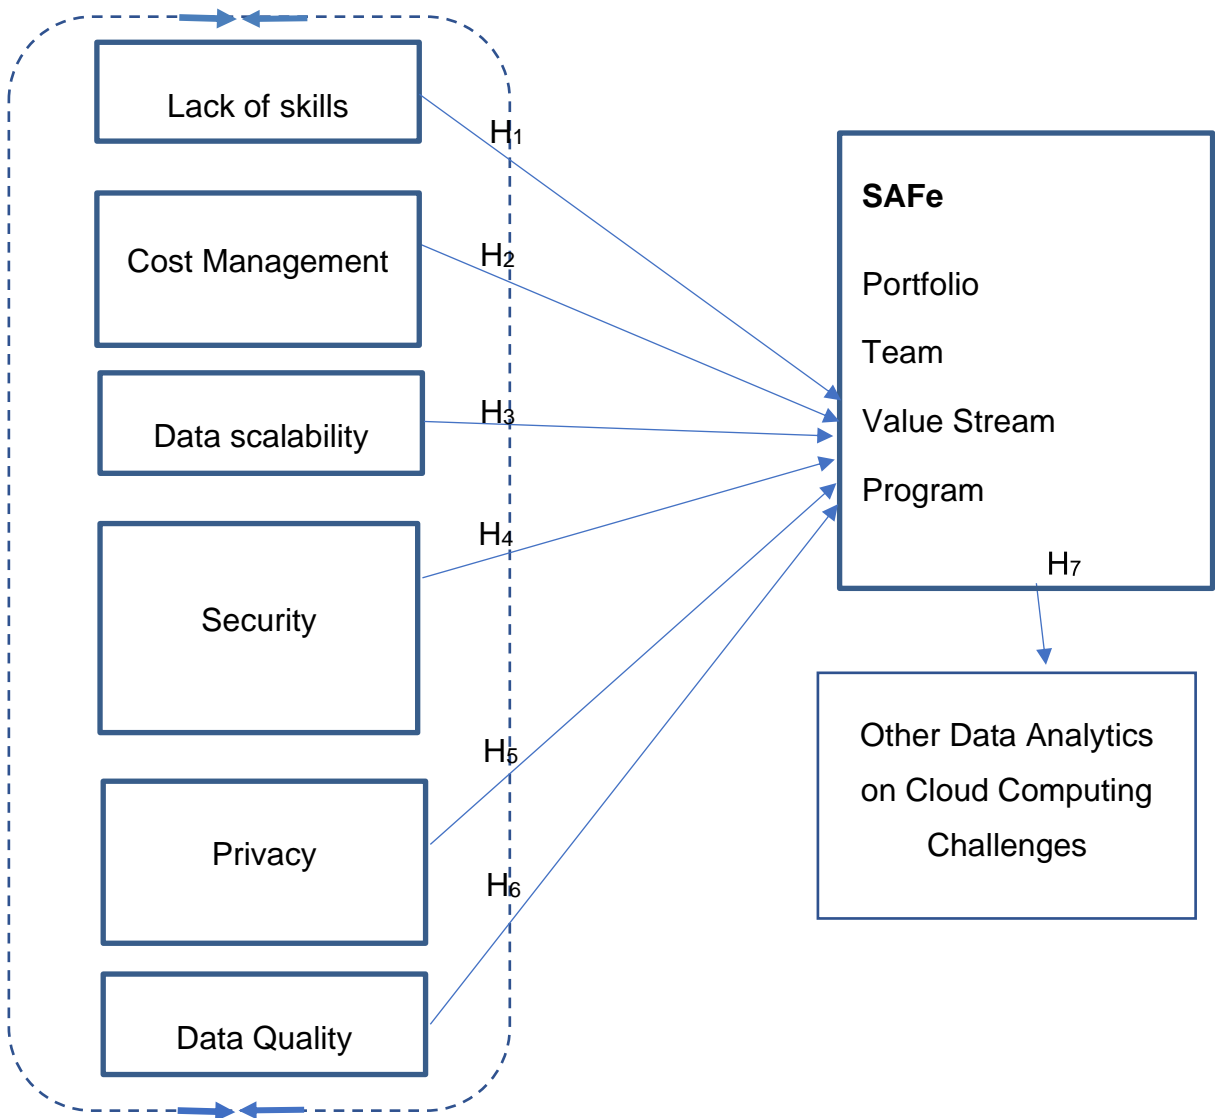 Lack of skills
Cost Management
Data scalability
Security
Privacy
Data Quality
H1
H2
H3
H4
H5
H6
SAFe
Portfolio
Team
Value Stream
Program
H7
Other Data Analytics
on Cloud Computing
Challenges